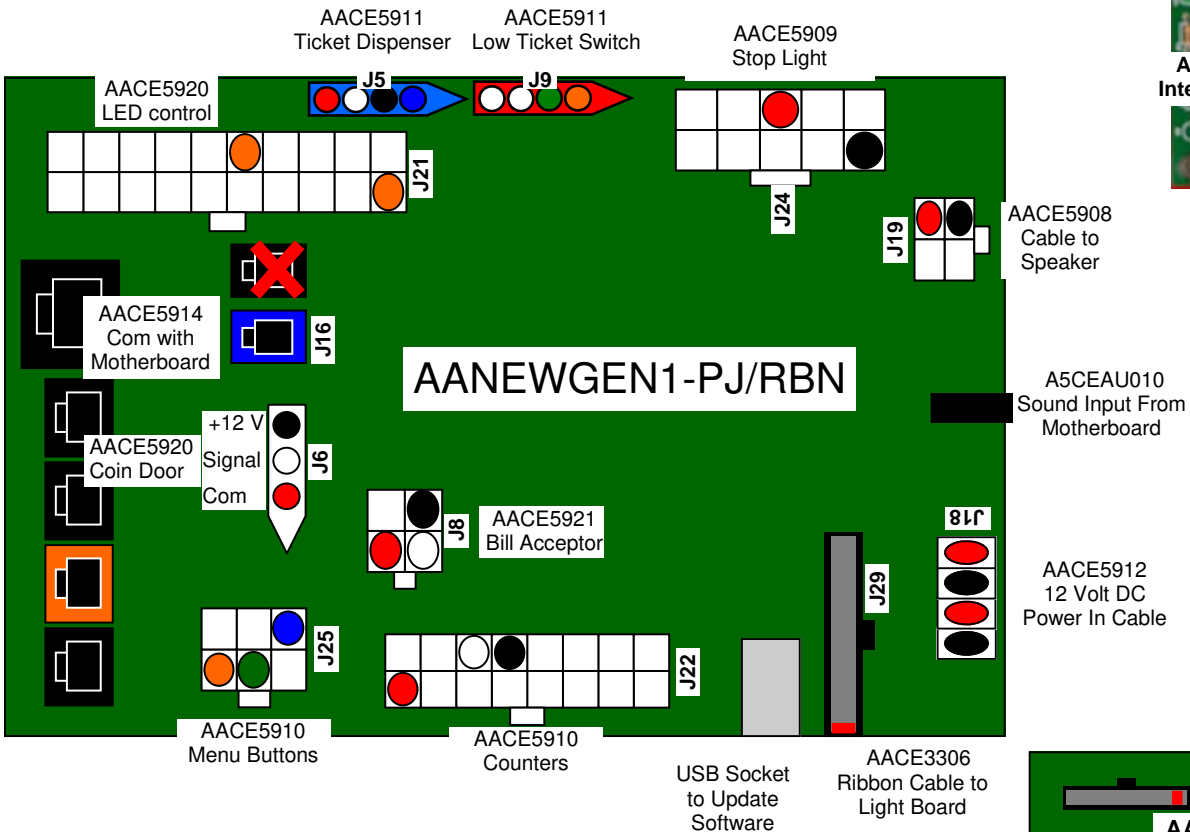 AACE5911
Ticket Dispenser
AACE5911
Low Ticket Switch
AACE5909
Stop Light
A
Inte
AACE5920
LED control
J5
J9
J21
J24
J19
AACE5908
Cable to
Speaker
AACE5914
Com with
Motherboard
J16
AANEWGEN1-PJ/RBN
A5CEAU010
Sound Input From
Motherboard
AACE5920
Coin Door
+12 V
Signal
Com
J6
J8
AACE5921
Bill Acceptor
J18
J29
AACE5912
12 Volt DC
Power In Cable
J25
J22
AACE5910
Menu Buttons
AACE5910
Counters
USB Socket
to Update
Software
AACE3306
Ribbon Cable to
Light Board
AA